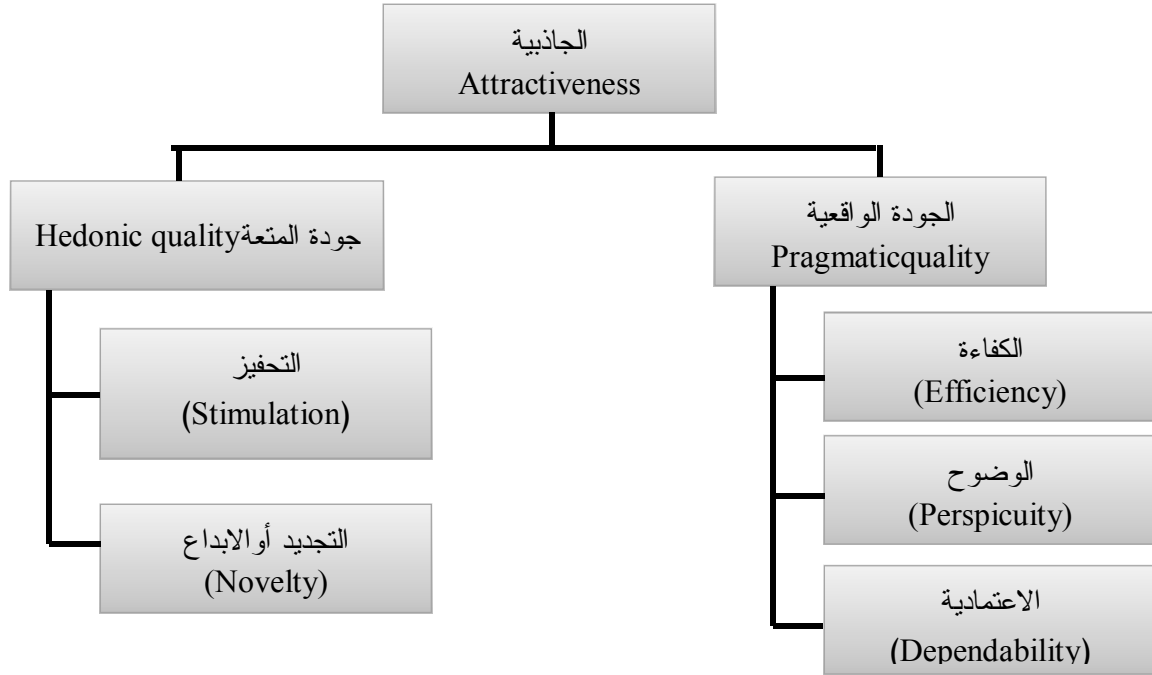 الجاذبية
Attractiveness
جودة المتعةHedonic quality
الجودة الواقعية
Pragmaticquality
التحفيز
(Stimulation)
التجديد أوالابداع
(Novelty)
الكفاءة
(Efficiency)
الوضوح
(Perspicuity)
الاعتمادية
(Dependability)